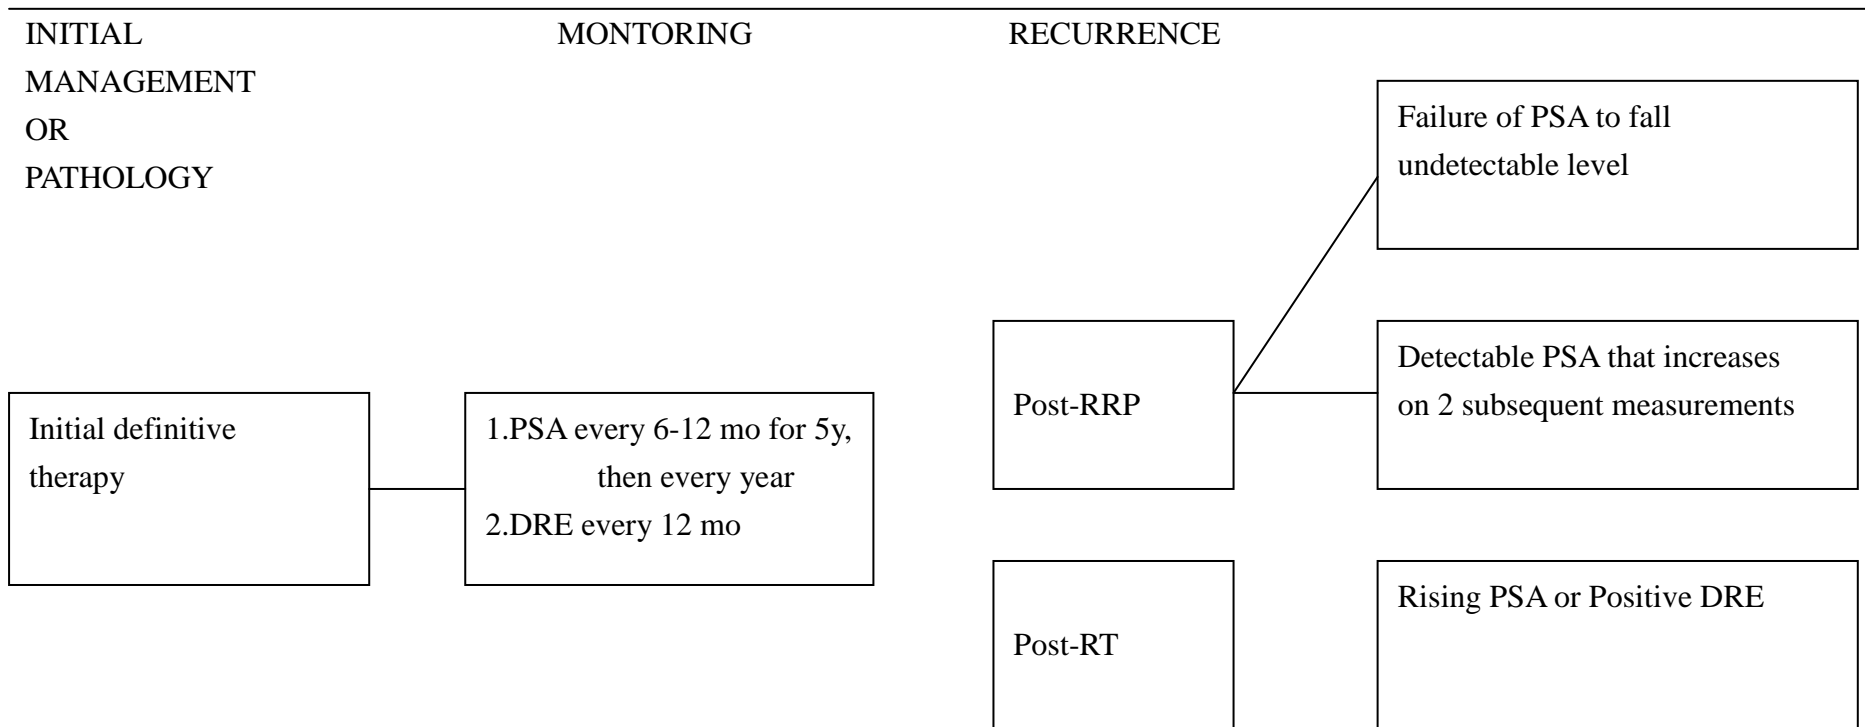 INITIAL
MANAGEMENT
OR
PATHOLOGY
MONTORING
RECURRENCE
Initial definitive
therapy
1.PSA every 6-12 mo for 5y,
then every year
2.DRE every 12 mo
Post-RRP
Failure of PSA to fall
undetectable level
Detectable PSA that increases
on 2 subsequent measurements
Post-RT
Rising PSA or Positive DRE